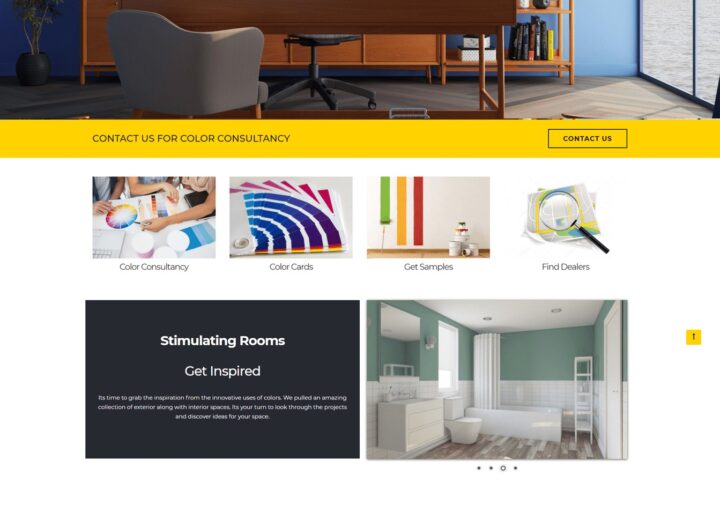 CONTACT US FOR COLOR CONSULTANCY
CONTACT US
Color Consultancy
Color Cards
Get Samples
Find Dealers
Stimulating Rooms
Get Inspired
Its time to grab the inspiration from the innovative uses of colors. We pulled an amazing
collection of exterior along with interior spaces. Its your turn to look through the projects
and discover ideas for your space.